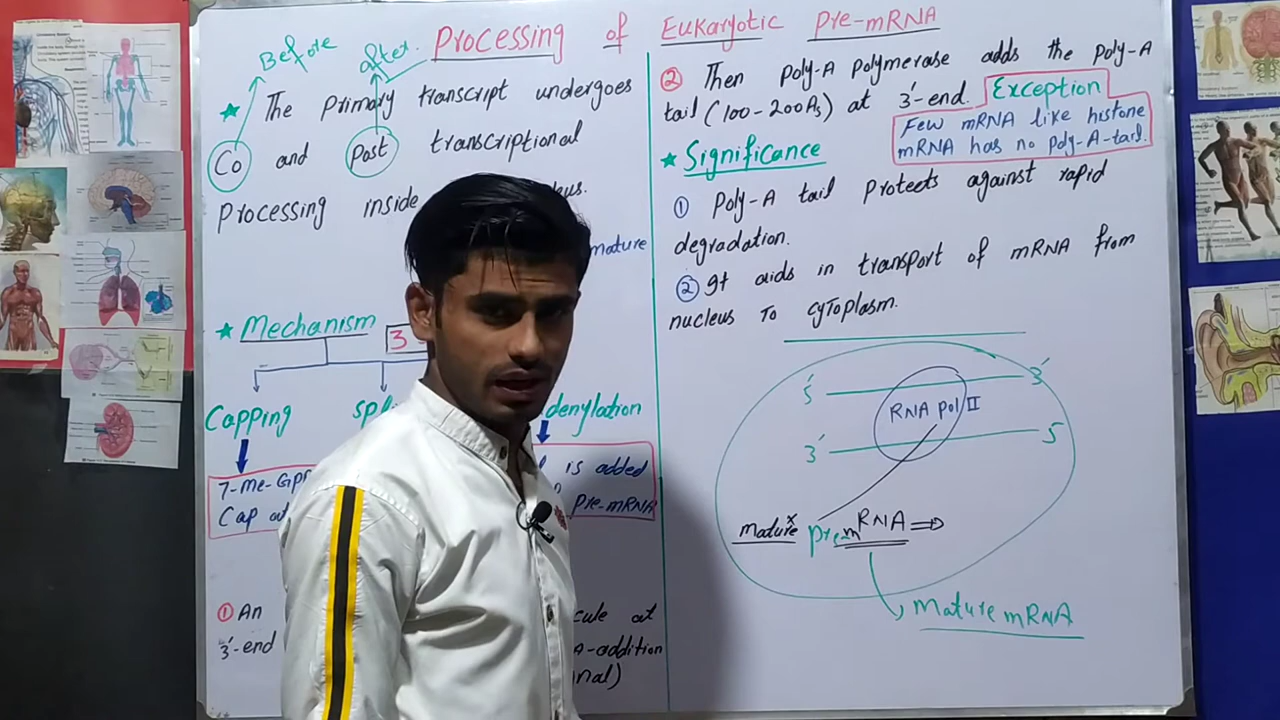 Processing of Eukaryotic Pre-mRNA
Before
after
★ The Primary transcript undergoes
Co and Post transcriptional
Processing inside
mature
★ Mechanism
3
Capping
denylation
7-Me-GPP
Cap
is added
Pre-mRNA
① An
cule at
3'-end
A-addition
nal)
② Then Poly-A Polymerase adds the Poly-A
tail (100-200As) at 3'-end.
Exception
Few mRNA like histone
mRNA has no Poly-A-tail.
★ Significance
① Poly-A tail Protects against rapid
degradation.
② It aids in transport of mRNA from
nucleus To cyToplasm.
5' 3'
RNA Pol II
3' 5'
mature x Pre-mRNA ⇒
mature mRNA